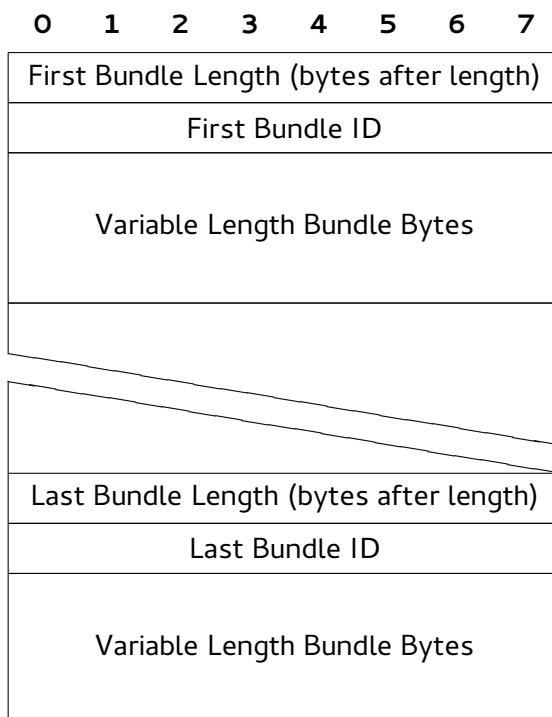 0 1 2 3 4 5 6 7
First Bundle Length (bytes after length)
First Bundle ID
Variable Length Bundle Bytes
Last Bundle Length (bytes after length)
Last Bundle ID
Variable Length Bundle Bytes